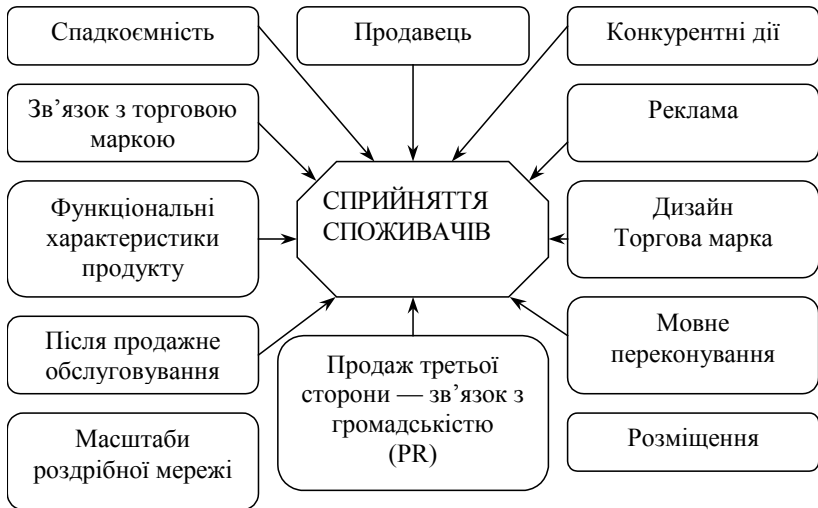 Спадкоємність
Продавець
Конкурентні дії
Зв’язок з торговою
маркою
Реклама
СПРИЙНЯТТЯ
СПОЖИВАЧІВ
Функціональні
характеристики
продукту
Дизайн
Торгова марка
Після продажне
обслуговування
Продаж третьої
сторони — зв’язок з
громадськістю
(PR)
Мовне
переконування
Масштаби
роздрібної мережі
Розміщення